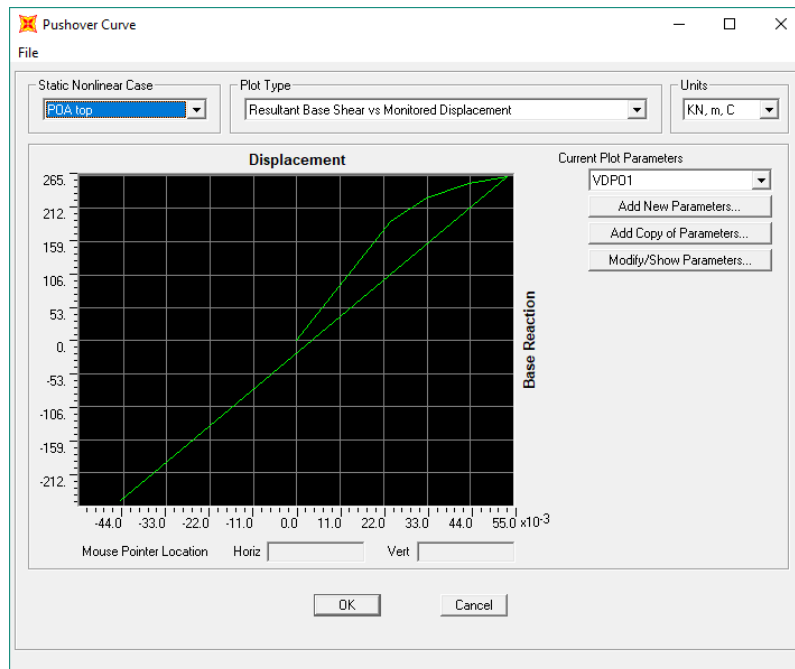 Pushover Curve
File
Static Nonlinear Case
POA top
Plot Type
Resultant Base Shear vs Monitored Displacement
Units
KN, m, C
Displacement
265.
212.
159.
106.
53.
0.
-53.
-106.
-159.
-212.
-44.0 -33.0 -22.0 -11.0 0.0 11.0 22.0 33.0 44.0 55.0 x10-3
Base Reaction
Mouse Pointer Location Horiz Vert
Current Plot Parameters
VDPO1
Add New Parameters...
Add Copy of Parameters...
Modify/Show Parameters...
OK Cancel